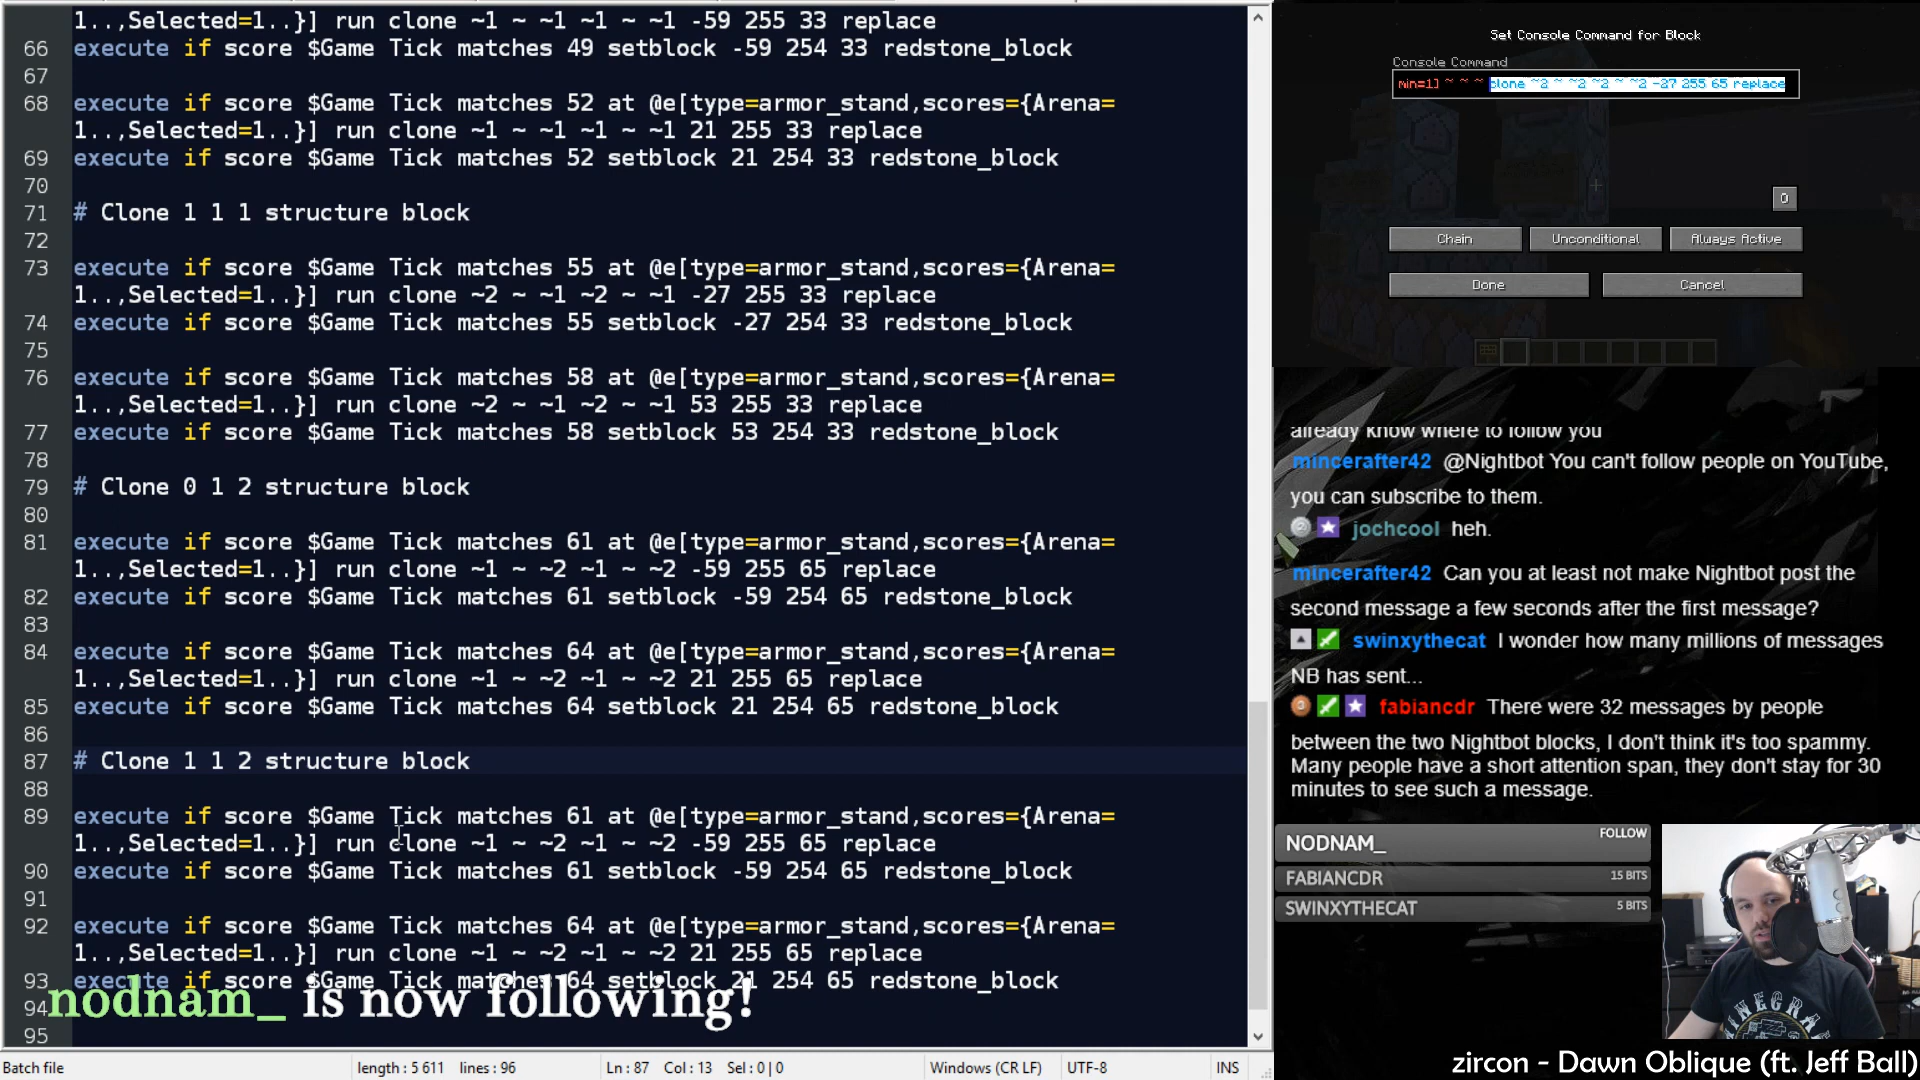 1..,Selected=1..}] run clone ~1 ~ ~1 ~1 ~ ~1 -59 255 33 replace
66 execute if score $Game Tick matches 49 setblock -59 254 33 redstone_block
67
68 execute if score $Game Tick matches 52 at @e[type=armor_stand,scores={Arena=
1..,Selected=1..}] run clone ~1 ~ ~1 ~1 ~ ~1 21 255 33 replace
69 execute if score $Game Tick matches 52 setblock 21 254 33 redstone_block
70
71 # Clone 1 1 1 structure block
72
73 execute if score $Game Tick matches 55 at @e[type=armor_stand,scores={Arena=
1..,Selected=1..}] run clone ~2 ~ ~1 ~2 ~ ~1 -27 255 33 replace
74 execute if score $Game Tick matches 55 setblock -27 254 33 redstone_block
75
76 execute if score $Game Tick matches 58 at @e[type=armor_stand,scores={Arena=
1..,Selected=1..}] run clone ~2 ~ ~1 ~2 ~ ~1 53 255 33 replace
77 execute if score $Game Tick matches 58 setblock 53 254 33 redstone_block
78
79 # Clone 0 1 2 structure block
80
81 execute if score $Game Tick matches 61 at @e[type=armor_stand,scores={Arena=
1..,Selected=1..}] run clone ~1 ~ ~2 ~1 ~ ~2 -59 255 65 replace
82 execute if score $Game Tick matches 61 setblock -59 254 65 redstone_block
83
84 execute if score $Game Tick matches 64 at @e[type=armor_stand,scores={Arena=
1..,Selected=1..}] run clone ~1 ~ ~2 ~1 ~ ~2 21 255 65 replace
85 execute if score $Game Tick matches 64 setblock 21 254 65 redstone_block
86
87 # Clone 1 1 2 structure block
88
89 execute if score $Game Tick matches 61 at @e[type=armor_stand,scores={Arena=
1..,Selected=1..}] run clone ~1 ~ ~2 ~1 ~ ~2 -59 255 65 replace
90 execute if score $Game Tick matches 61 setblock -59 254 65 redstone_block
91
92 execute if score $Game Tick matches 64 at @e[type=armor_stand,scores={Arena=
1..,Selected=1..}] run clone ~1 ~ ~2 ~1 ~ ~2 21 255 65 replace
93 execute if score $Game Tick matches 64 setblock 21 254 65 redstone_block
94
95
nodnam_ is now following!
Batch file length : 5 611 lines : 96 Ln : 87 Col : 13 Sel : 0 | 0 Windows (CR LF) UTF-8 INS
Set Console Command for Block
Console Command
min=1] ~ ~ ~ clone ~2 ~ ~2 ~2 ~ ~2 -27 255 65 replace
0
Chain Unconditional Always Active
Done Cancel
already know where to follow you
mincerafter42 @Nightbot You can't follow people on YouTube,
you can subscribe to them.
jochcool heh.
mincerafter42 Can you at least not make Nightbot post the
second message a few seconds after the first message?
swinxythecat I wonder how many millions of messages
NB has sent...
fabiancdr There were 32 messages by people
between the two Nightbot blocks, I don't think it's too spammy.
Many people have a short attention span, they don't stay for 30
minutes to see such a message.
NODNAM_ FOLLOW
FABIANCDR 15 BITS
SWINXYTHECAT 5 BITS
MINECRAF
zircon - Dawn Oblique (ft. Jeff Ball)